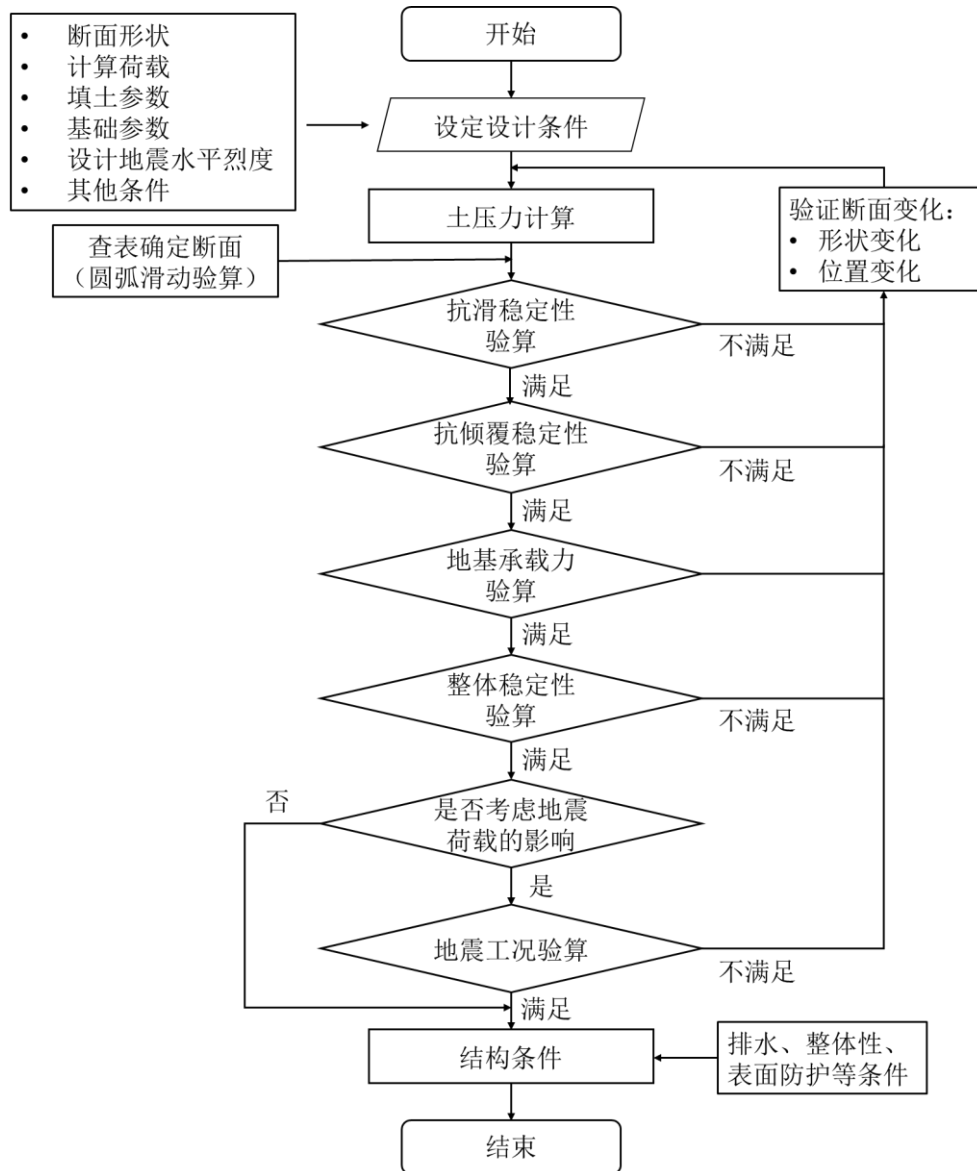 开始
• 断面形状
• 计算荷载
• 填土参数
• 基础参数
• 设计地震水平烈度
• 其他条件
设定设计条件
土压力计算
验证断面变化：
• 形状变化
• 位置变化
查表确定断面
（圆弧滑动验算）
抗滑稳定性
验算
不满足
满足
抗倾覆稳定性
验算
不满足
满足
地基承载力
验算
满足
整体稳定性
验算
不满足
满足
是否考虑地震
荷载的影响
否
是
地震工况验算
不满足
满足
结构条件
排水、整体性、
表面防护等条件
结束